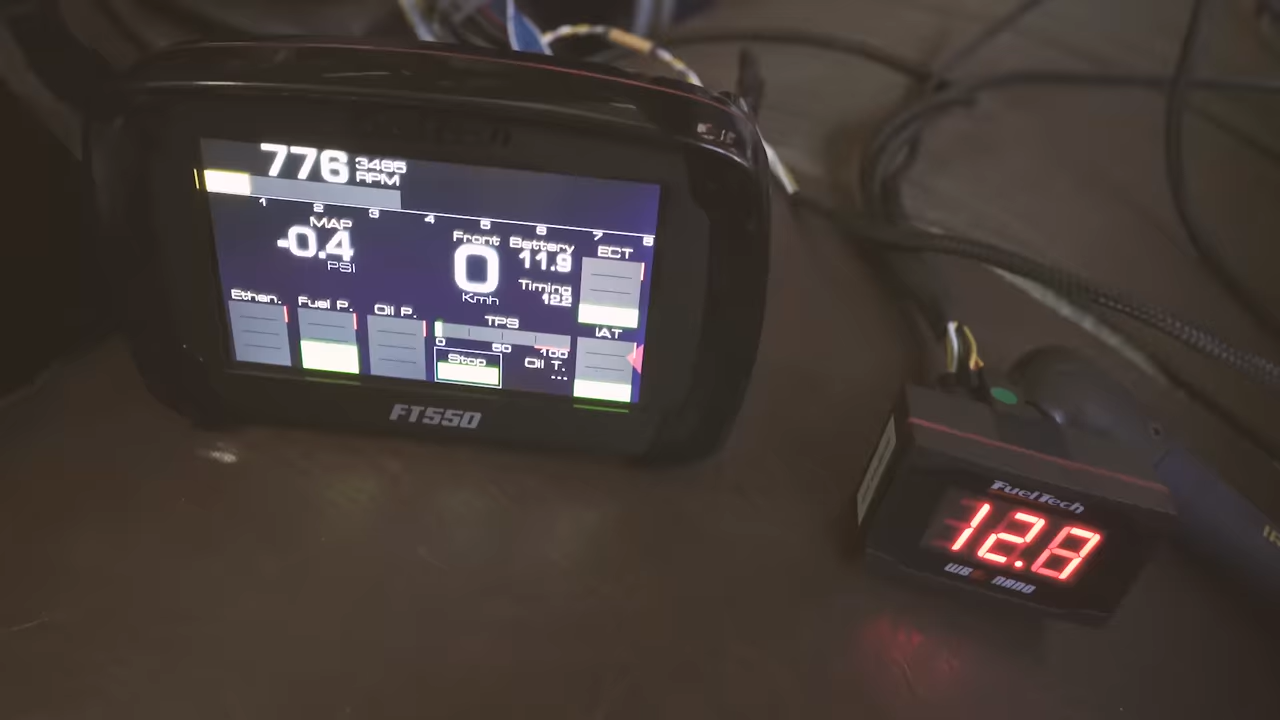 776 3485
RPM
1 2 3 4 5 6 7 8
MAP
-0.4
PSI
Front
0
Kmh
Battery
11.9
Timing
12.2
ECT
Ethan.
Fuel P.
Oil P.
TPS
0 50 100
Stop
Oil T.
---
IAT
FT550
FuelTech
12.8
WB NANO